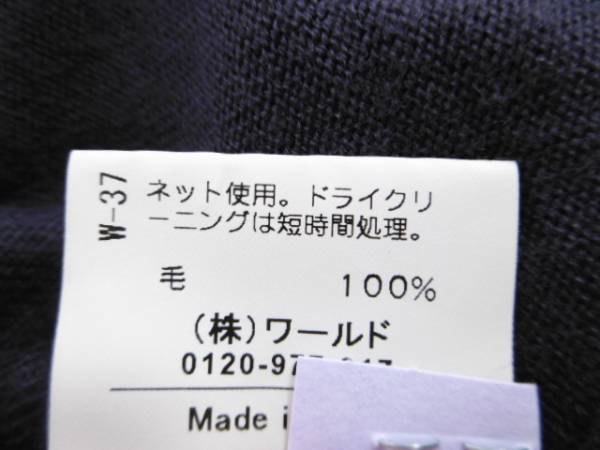 W-37
ネット使用。ドライクリ
ーニングは短時間処理。
毛 100%
(株)ワールド
Made